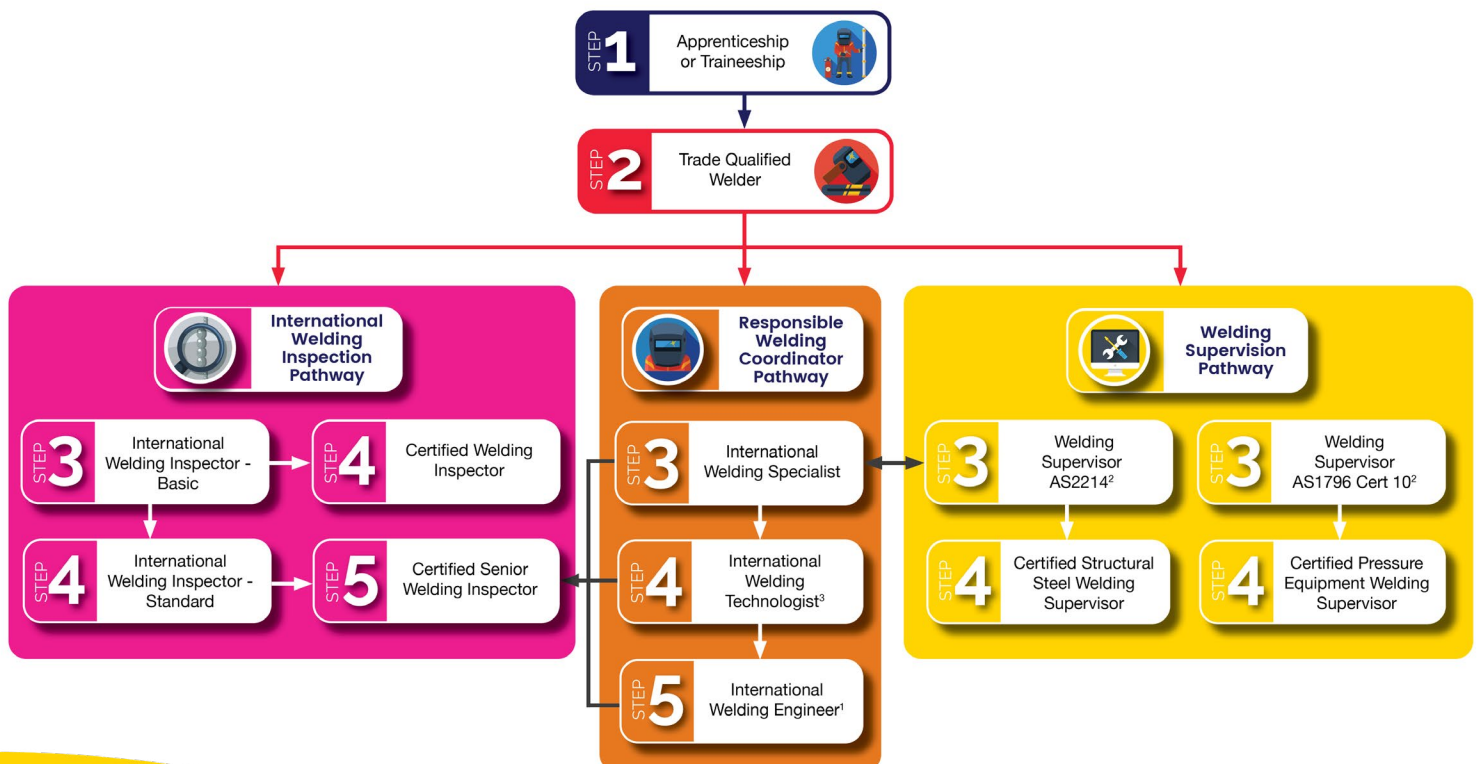 STEP 1
Apprenticeship
or Traineeship
STEP 2
Trade Qualified
Welder
International
Welding
Inspection
Pathway
STEP 3
International
Welding Inspector -
Basic
STEP 4
Certified Welding
Inspector
STEP 4
International
Welding Inspector -
Standard
STEP 5
Certified Senior
Welding Inspector
Responsible
Welding
Coordinator
Pathway
STEP 3
International
Welding Specialist
STEP 4
International
Welding
Technologist³
STEP 5
International
Welding Engineer¹
Welding
Supervision
Pathway
STEP 3
Welding
Supervisor
AS2214²
STEP 3
Welding
Supervisor
AS1796 Cert 10²
STEP 4
Certified Structural
Steel Welding
Supervisor
STEP 4
Certified Pressure
Equipment Welding
Supervisor